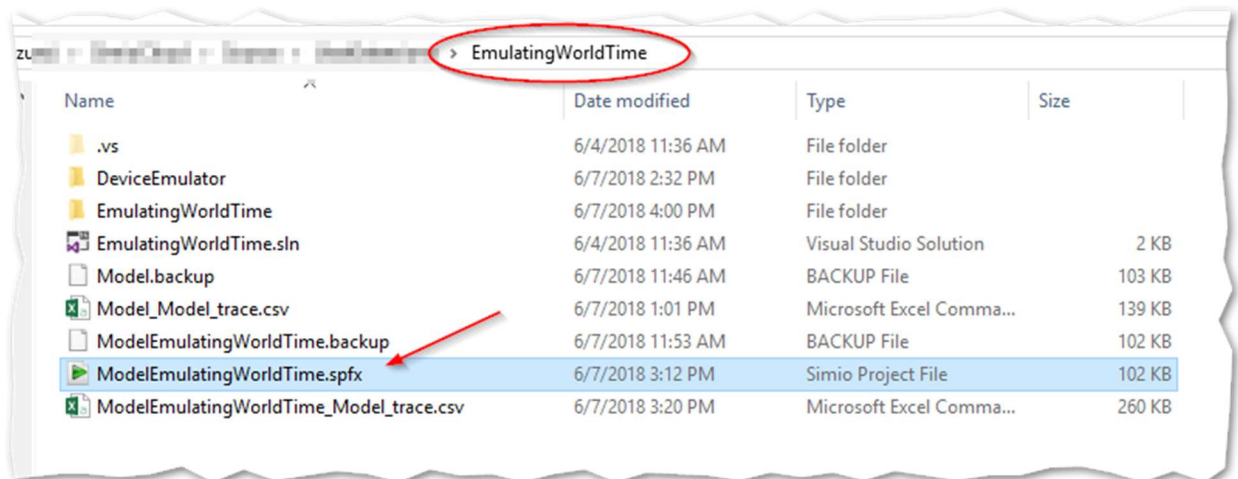 zu > > > > EmulatingWorldTime
Name Date modified Type Size
.vs 6/4/2018 11:36 AM File folder
DeviceEmulator 6/7/2018 2:32 PM File folder
EmulatingWorldTime 6/7/2018 4:00 PM File folder
EmulatingWorldTime.sln 6/4/2018 11:36 AM Visual Studio Solution 2 KB
Model.backup 6/7/2018 11:46 AM BACKUP File 103 KB
Model_Model_trace.csv 6/7/2018 1:01 PM Microsoft Excel Comma... 139 KB
ModelEmulatingWorldTime.backup 6/7/2018 11:53 AM BACKUP File 102 KB
ModelEmulatingWorldTime.spfx 6/7/2018 3:12 PM Simio Project File 102 KB
ModelEmulatingWorldTime_Model_trace.csv 6/7/2018 3:20 PM Microsoft Excel Comma... 260 KB